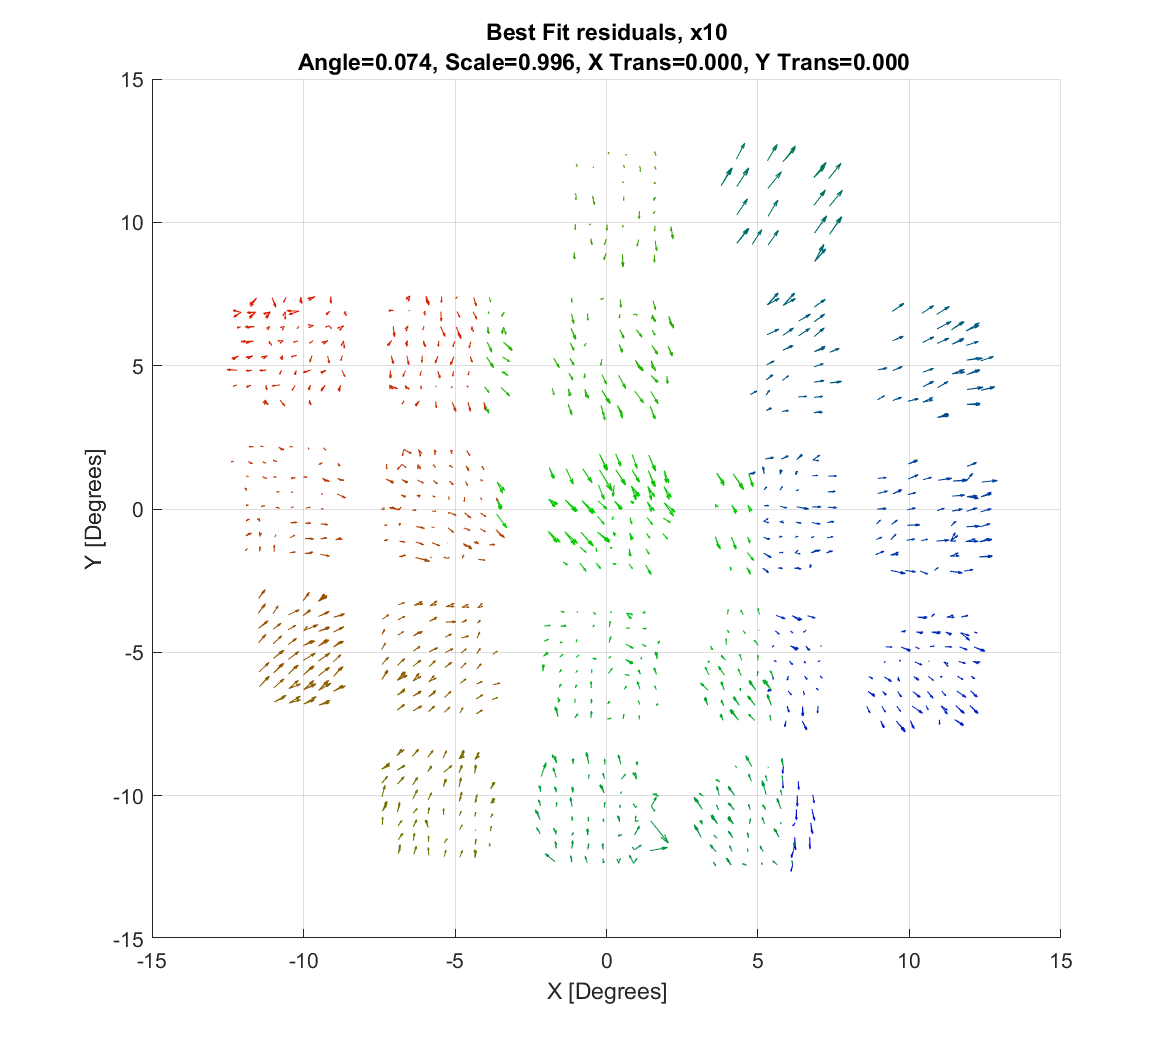 Best Fit residuals, x10
Angle=0.074, Scale=0.996, X Trans=0.000, Y Trans=0.000
15
10
5
0
-5
-10
-15
Y [Degrees]
-15 -10 -5 0 5 10 15
X [Degrees]